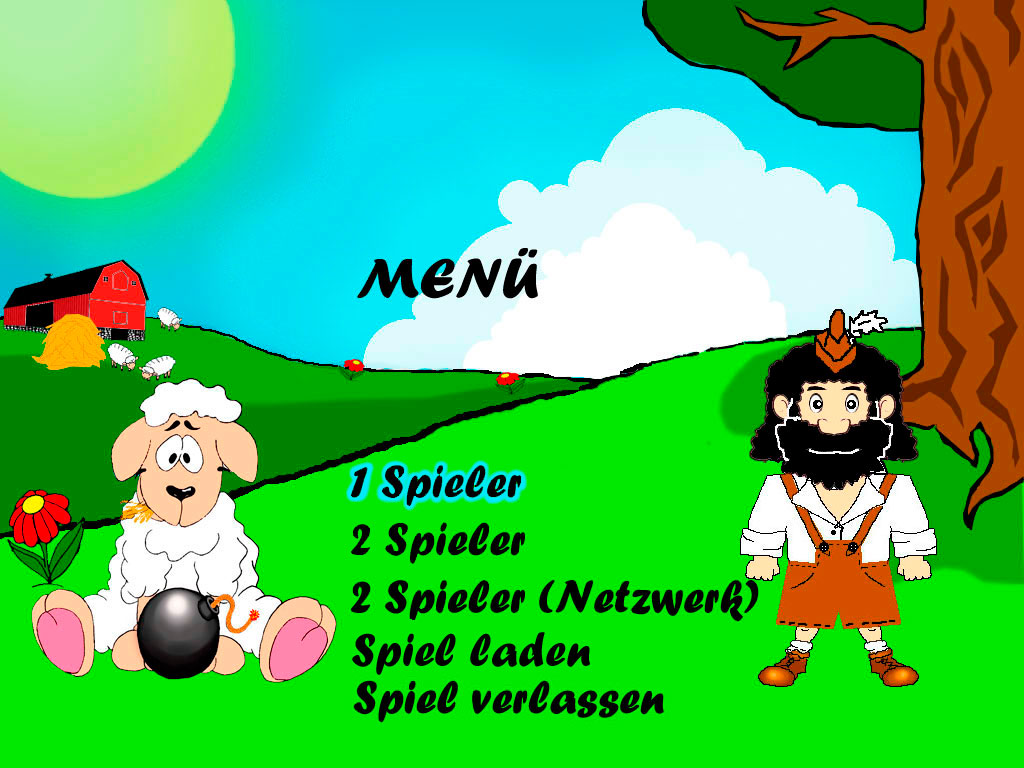 MENÜ
1 Spieler
2 Spieler
2 Spieler (Netzwerk)
Spiel laden
Spiel verlassen